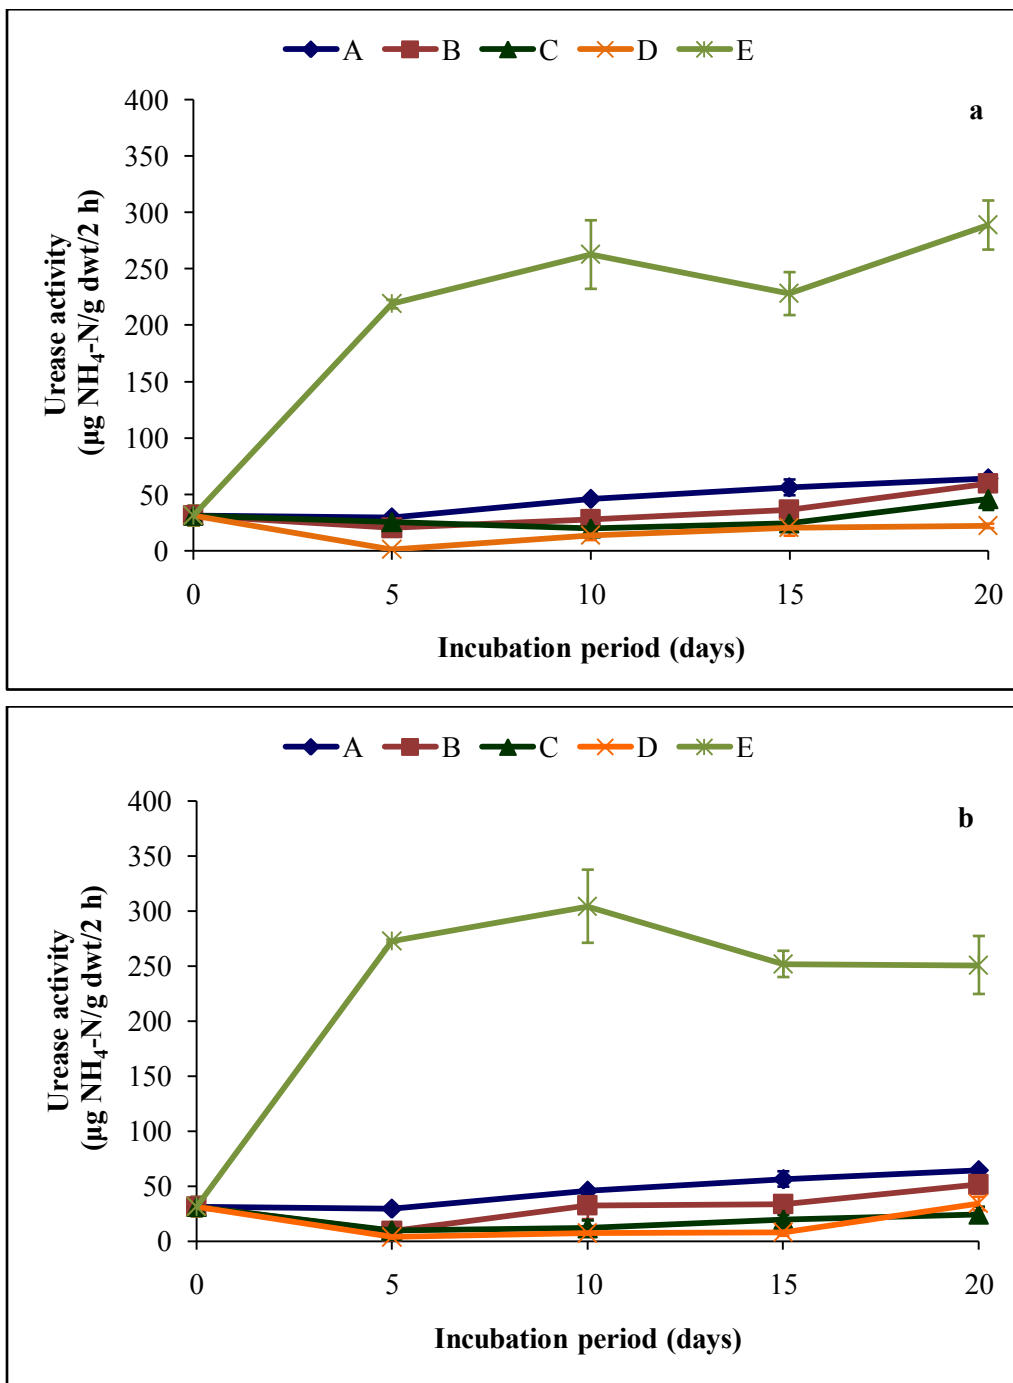 A B C D E
a
400
350
300
250
200
150
100
50
0
Urease activity
(µg NH₄-N/g dwt/2 h)
0 5 10 15 20
Incubation period (days)
A B C D E
b
400
350
300
250
200
150
100
50
0
Urease activity
(µg NH₄-N/g dwt/2 h)
0 5 10 15 20
Incubation period (days)